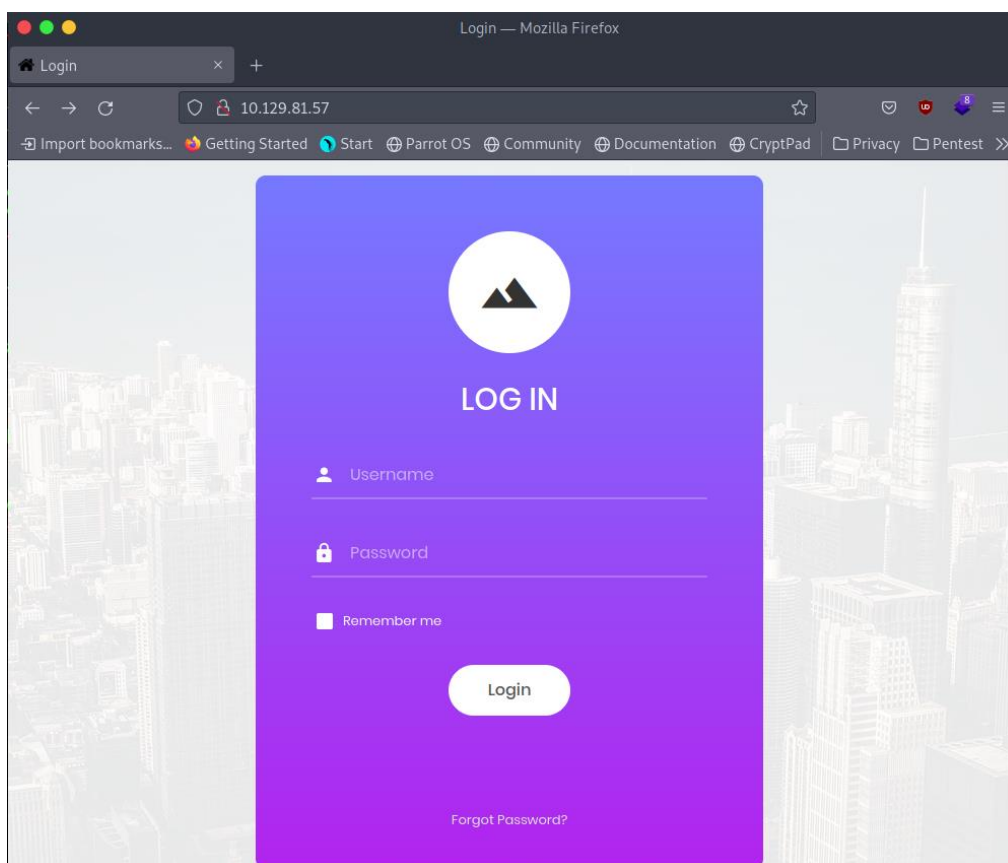 Login — Mozilla Firefox
Login
10.129.81.57
8
Import bookmarks... Getting Started Start Parrot OS Community Documentation CryptPad Privacy Pentest
LOG IN
Username
Password
Remember me
Login
Forgot Password?